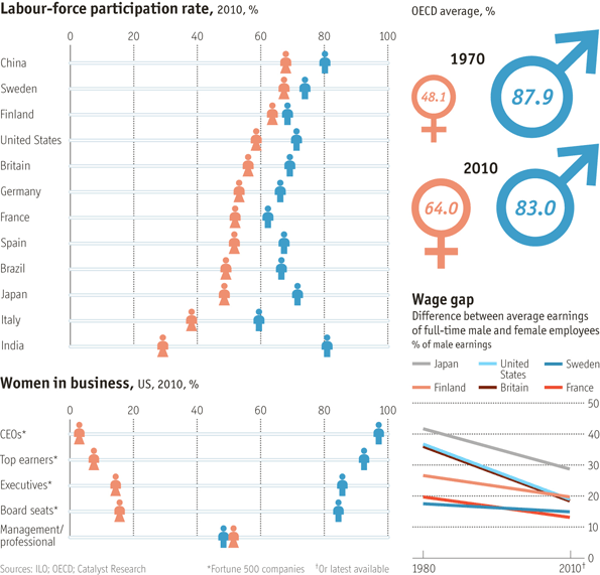 Labour-force participation rate, 2010, %
0 20 40 60 80 100
China
Sweden
Finland
United States
Britain
Germany
France
Spain
Brazil
Japan
Italy
India
Women in business, US, 2010, %
0 20 40 60 80 100
CEOs*
Top earners*
Executives*
Board seats*
Management/
professional
OECD average, %
1970
48.1
87.9
2010
64.0
83.0
Wage gap
Difference between average earnings
of full-time male and female employees
% of male earnings
Japan
United
States
Sweden
Finland
Britain
France
50
40
30
20
10
0
1980
2010†
Sources: ILO; OECD; Catalyst Research
*Fortune 500 companies
†Or latest available